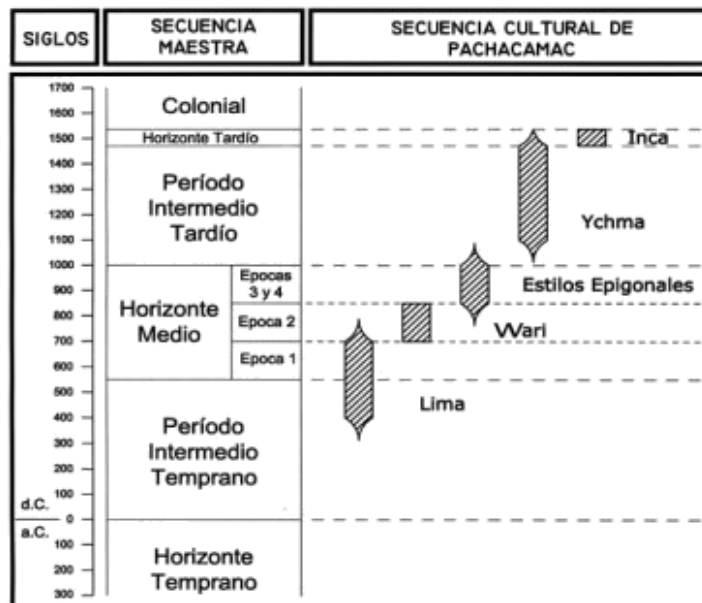 SIGLOS
SECUENCIA
MAESTRA
SECUENCIA CULTURAL DE
PACHACAMAC
1700
1600
1500
1400
1300
1200
1100
1000
900
800
700
600
500
400
300
200
100
d.C.
0
a.C.
100
200
300
Colonial
Horizonte Tardío
Período
Intermedio
Tardío
Horizonte
Medio
Epocas
3 y 4
Epoca 2
Epoca 1
Período
Intermedio
Temprano
Horizonte
Temprano
Inca
Ychma
Estilos Epigonales
Wari
Lima